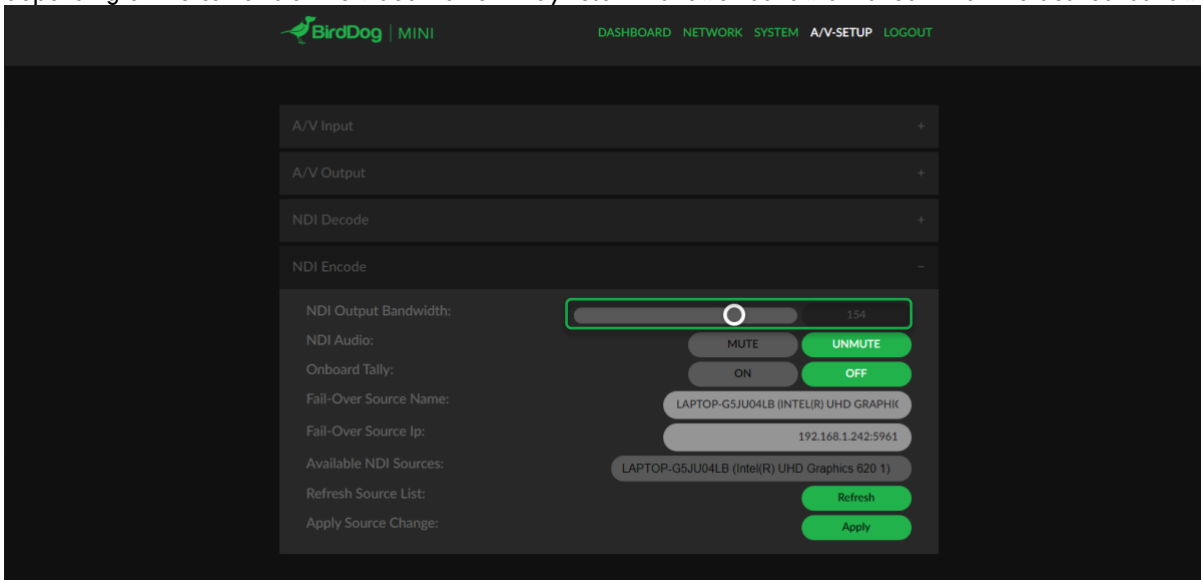 BirdDog | MINI
DASHBOARD NETWORK SYSTEM A/V-SETUP LOGOUT
A/V Input +
A/V Output +
NDI Decode +
NDI Encode –
NDI Output Bandwidth: 154
NDI Audio: MUTE UNMUTE
Onboard Tally: ON OFF
Fail-Over Source Name: LAPTOP-G5JU04LB (INTEL(R) UHD GRAPHIC
Fail-Over Source Ip: 192.168.1.242:5961
Available NDI Sources: LAPTOP-G5JU04LB (Intel(R) UHD Graphics 620 1)
Refresh Source List: Refresh
Apply Source Change: Apply